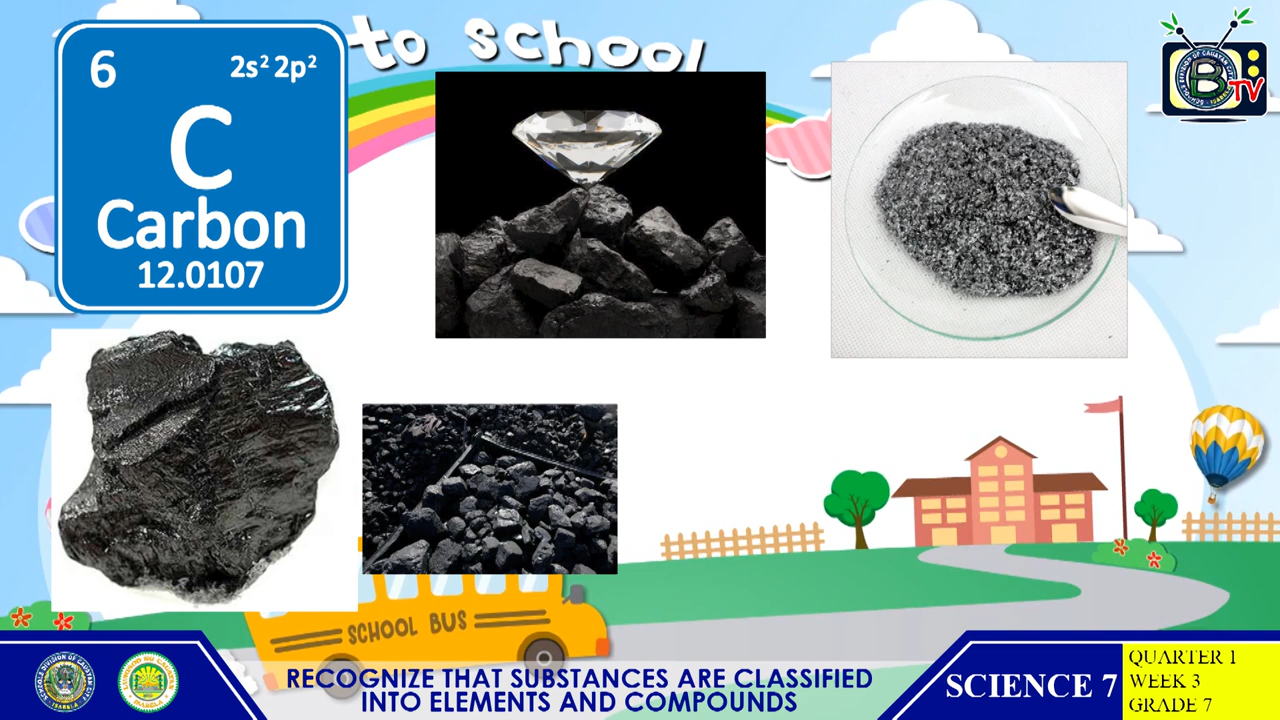 to school
6
2s² 2p²
C
Carbon
12.0107
B
TV
SCHOOL BUS
RECOGNIZE THAT SUBSTANCES ARE CLASSIFIED
INTO ELEMENTS AND COMPOUNDS
SCIENCE 7
QUARTER 1
WEEK 3
GRADE 7